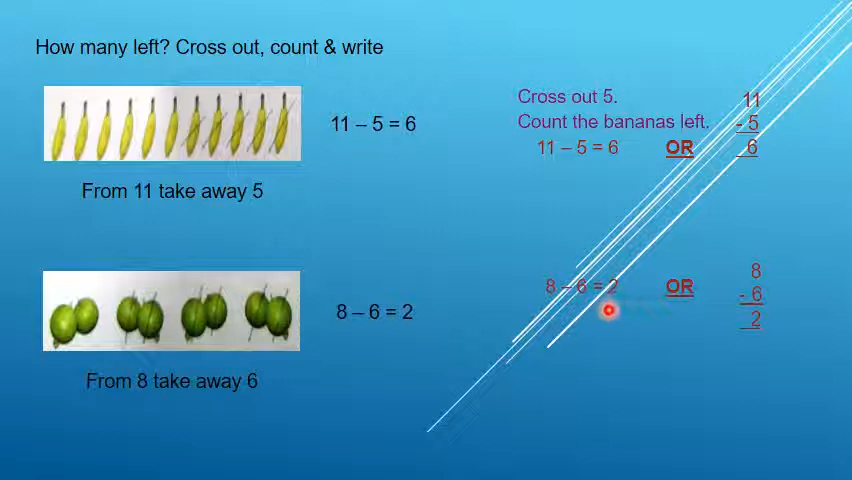 How many left? Cross out, count & write
11 – 5 = 6
From 11 take away 5
Cross out 5.
Count the bananas left.
11 – 5 = 6 OR
11
- 5
6
8 – 6 = 2
From 8 take away 6
8 – 6 = 2 OR
8
- 6
2